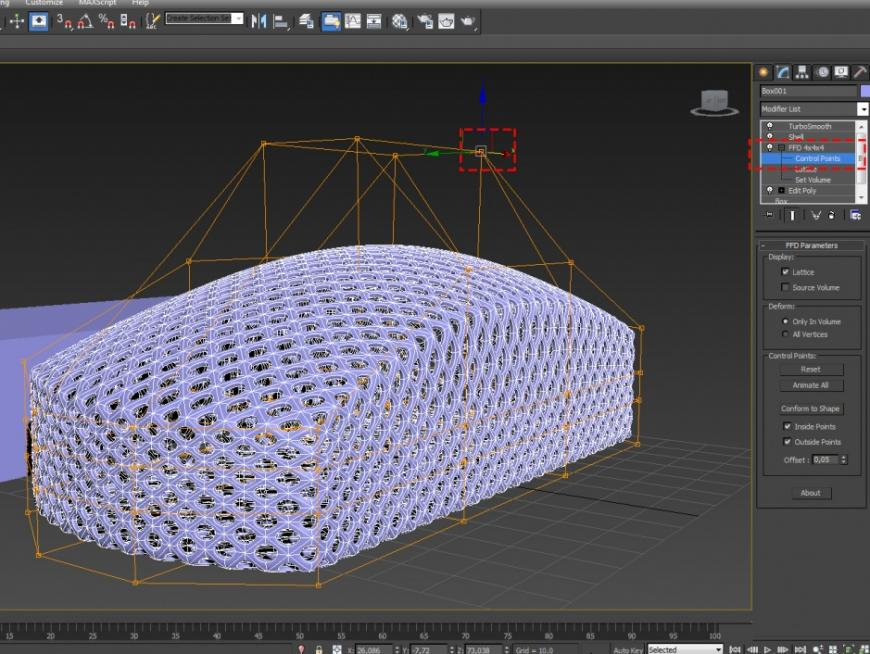 ng Customize MAXScript Help
3 % Create Selection Set
Box001
Modifier List
TurboSmooth
Shell
FFD 4x4x4
Control Points
Lattice
Set Volume
Edit Poly
Box
FFD Parameters
Display:
Lattice
Source Volume
Deform:
Only In Volume
All Vertices
Control Points:
Reset
Animate All
Conform to Shape
Inside Points
Outside Points
Offset : 0,05
About
15 20 25 30 35 40 45 50 55 60 65 70 75 80 85 90 95 100
X: 26,086 Y: -7,72 Z: 73,038 Grid = 10,0 Auto Key Selected